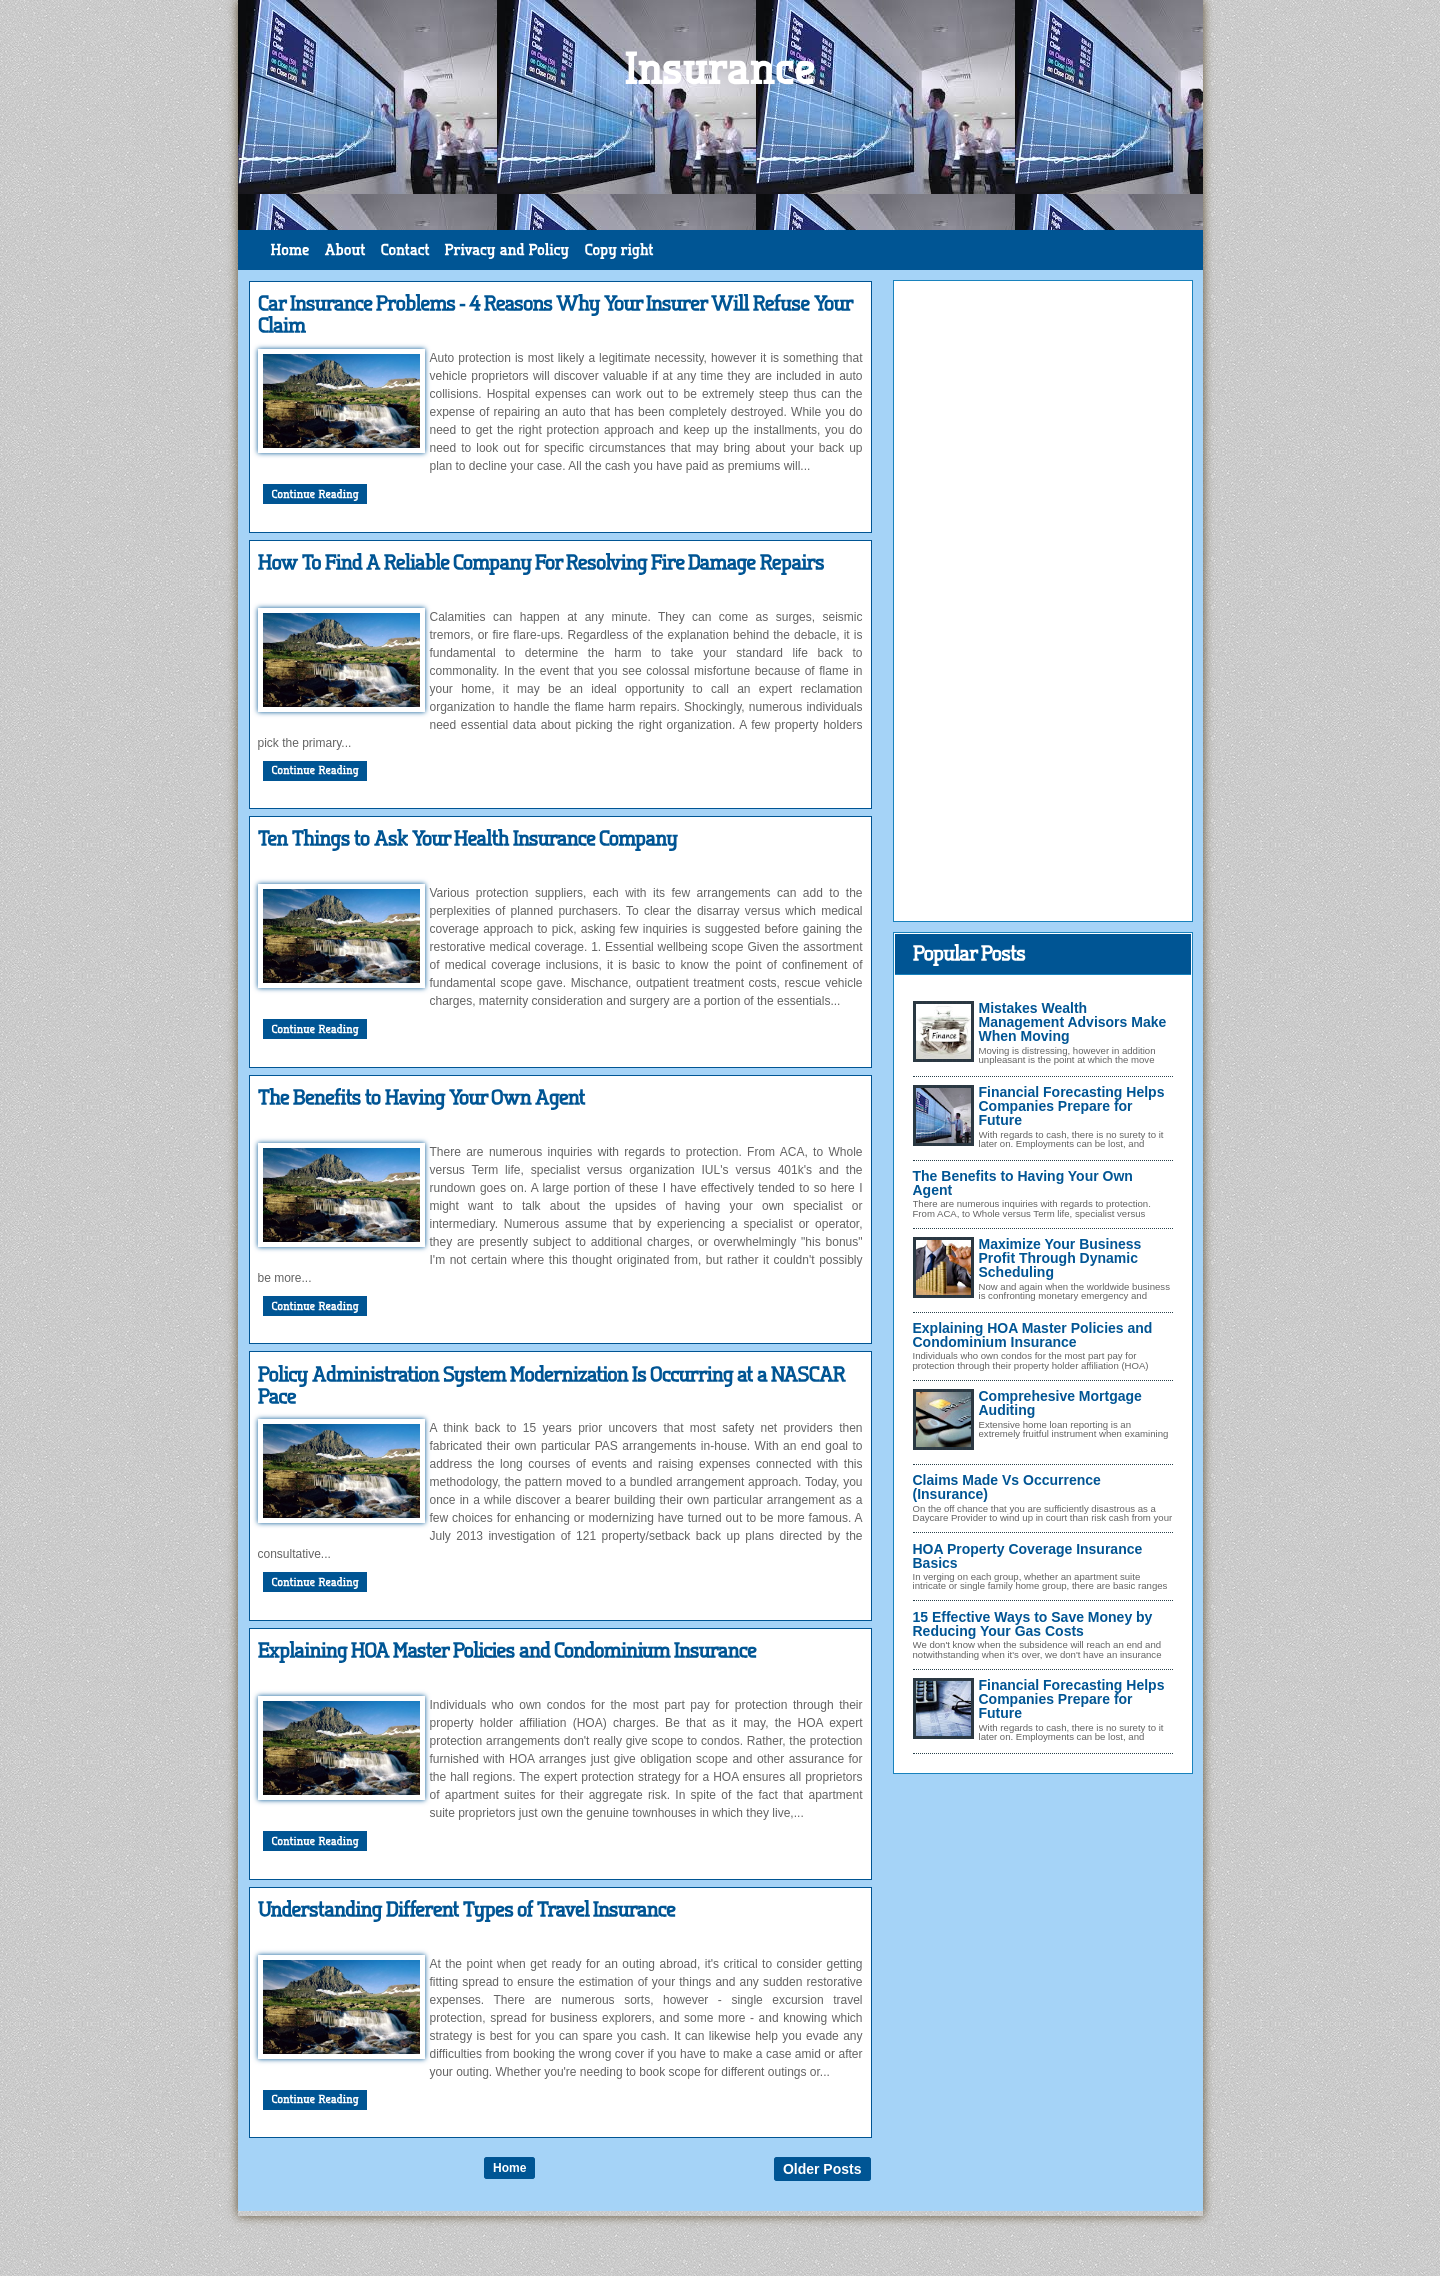 Insurance
Home About Contact Privacy and Policy Copy right
Car Insurance Problems - 4 Reasons Why Your Insurer Will Refuse Your
Claim
Auto protection is most likely a legitimate necessity, however it is something that
vehicle proprietors will discover valuable if at any time they are included in auto
collisions. Hospital expenses can work out to be extremely steep thus can the
expense of repairing an auto that has been completely destroyed. While you do
need to get the right protection approach and keep up the installments, you do
need to look out for specific circumstances that may bring about your back up
plan to decline your case. All the cash you have paid as premiums will...
Continue Reading
How To Find A Reliable Company For Resolving Fire Damage Repairs
Calamities can happen at any minute. They can come as surges, seismic
tremors, or fire flare-ups. Regardless of the explanation behind the debacle, it is
fundamental to determine the harm to take your standard life back to
commonality. In the event that you see colossal misfortune because of flame in
your home, it may be an ideal opportunity to call an expert reclamation
organization to handle the flame harm repairs. Shockingly, numerous individuals
need essential data about picking the right organization. A few property holders
pick the primary...
Continue Reading
Ten Things to Ask Your Health Insurance Company
Various protection suppliers, each with its few arrangements can add to the
perplexities of planned purchasers. To clear the disarray versus which medical
coverage approach to pick, asking few inquiries is suggested before gaining the
restorative medical coverage. 1. Essential wellbeing scope Given the assortment
of medical coverage inclusions, it is basic to know the point of confinement of
fundamental scope gave. Mischance, outpatient treatment costs, rescue vehicle
charges, maternity consideration and surgery are a portion of the essentials...
Continue Reading
The Benefits to Having Your Own Agent
There are numerous inquiries with regards to protection. From ACA, to Whole
versus Term life, specialist versus organization IUL's versus 401k's and the
rundown goes on. A large portion of these I have effectively tended to so here I
might want to talk about the upsides of having your own specialist or
intermediary. Numerous assume that by experiencing a specialist or operator,
they are presently subject to additional charges, or overwhelmingly "his bonus"
I'm not certain where this thought originated from, but rather it couldn't possibly
be more...
Continue Reading
Policy Administration System Modernization Is Occurring at a NASCAR
Pace
A think back to 15 years prior uncovers that most safety net providers then
fabricated their own particular PAS arrangements in-house. With an end goal to
address the long courses of events and raising expenses connected with this
methodology, the pattern moved to a bundled arrangement approach. Today, you
once in a while discover a bearer building their own particular arrangement as a
few choices for enhancing or modernizing have turned out to be more famous. A
July 2013 investigation of 121 property/setback back up plans directed by the
consultative...
Continue Reading
Explaining HOA Master Policies and Condominium Insurance
Individuals who own condos for the most part pay for protection through their
property holder affiliation (HOA) charges. Be that as it may, the HOA expert
protection arrangements don't really give scope to condos. Rather, the protection
furnished with HOA arranges just give obligation scope and other assurance for
the hall regions. The expert protection strategy for a HOA ensures all proprietors
of apartment suites for their aggregate risk. In spite of the fact that apartment
suite proprietors just own the genuine townhouses in which they live,...
Continue Reading
Understanding Different Types of Travel Insurance
At the point when get ready for an outing abroad, it's critical to consider getting
fitting spread to ensure the estimation of your things and any sudden restorative
expenses. There are numerous sorts, however - single excursion travel
protection, spread for business explorers, and some more - and knowing which
strategy is best for you can spare you cash. It can likewise help you evade any
difficulties from booking the wrong cover if you have to make a case amid or after
your outing. Whether you're needing to book scope for different outings or...
Continue Reading
Home
Older Posts
Popular Posts
Mistakes Wealth
Management Advisors Make
When Moving
Moving is distressing, however in addition
unpleasant is the point at which the move
Financial Forecasting Helps
Companies Prepare for
Future
With regards to cash, there is no surety to it
later on. Employments can be lost, and
The Benefits to Having Your Own
Agent
There are numerous inquiries with regards to protection.
From ACA, to Whole versus Term life, specialist versus
Maximize Your Business
Profit Through Dynamic
Scheduling
Now and again when the worldwide business
is confronting monetary emergency and
Explaining HOA Master Policies and
Condominium Insurance
Individuals who own condos for the most part pay for
protection through their property holder affiliation (HOA)
Comprehesive Mortgage
Auditing
Extensive home loan reporting is an
extremely fruitful instrument when examining
Claims Made Vs Occurrence
(Insurance)
On the off chance that you are sufficiently disastrous as a
Daycare Provider to wind up in court than risk cash from your
HOA Property Coverage Insurance
Basics
In verging on each group, whether an apartment suite
intricate or single family home group, there are basic ranges
15 Effective Ways to Save Money by
Reducing Your Gas Costs
We don't know when the subsidence will reach an end and
notwithstanding when it's over, we don't have an insurance
Financial Forecasting Helps
Companies Prepare for
Future
With regards to cash, there is no surety to it
later on. Employments can be lost, and